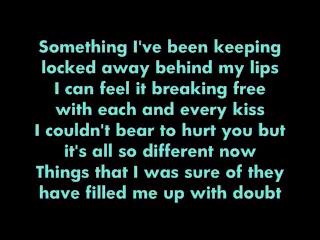 Something I've been keeping
locked away behind my lips
I can feel it breaking free
with each and every kiss
I couldn't bear to hurt you but
it's all so different now
Things that I was sure of they
have filled me up with doubt